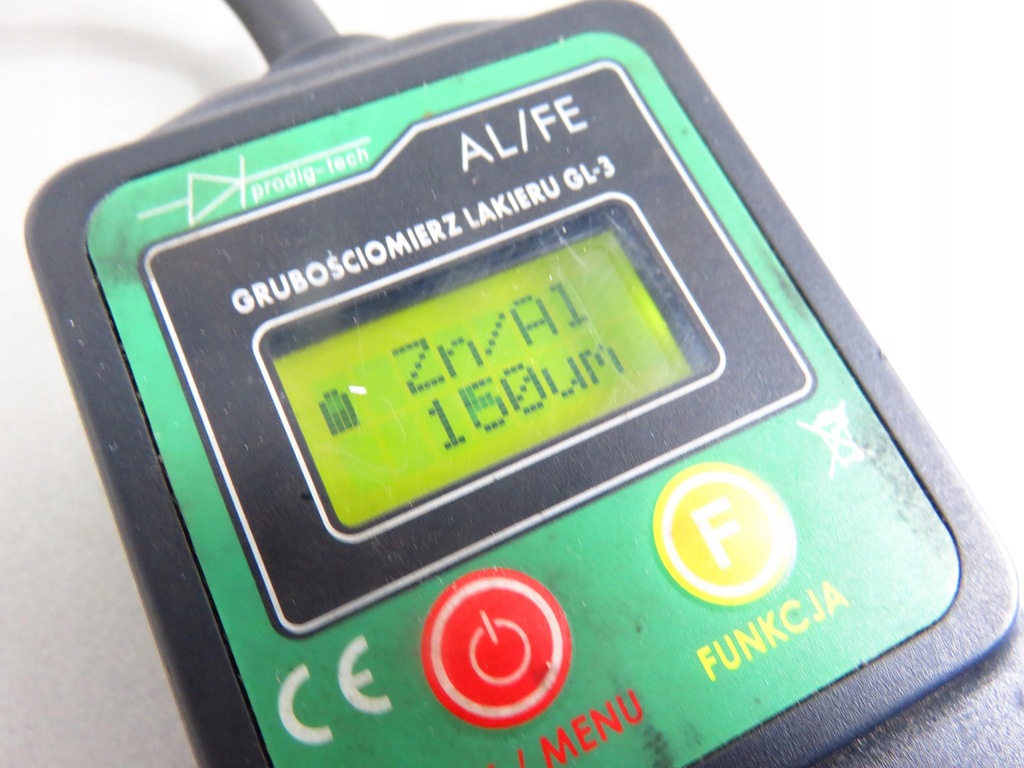 prodig-tech
AL/FE
GRUBOŚCIOMIERZ LAKIERU GL-3
Zn/Al
160um
F
FUNKCJA
CE
/ MENU